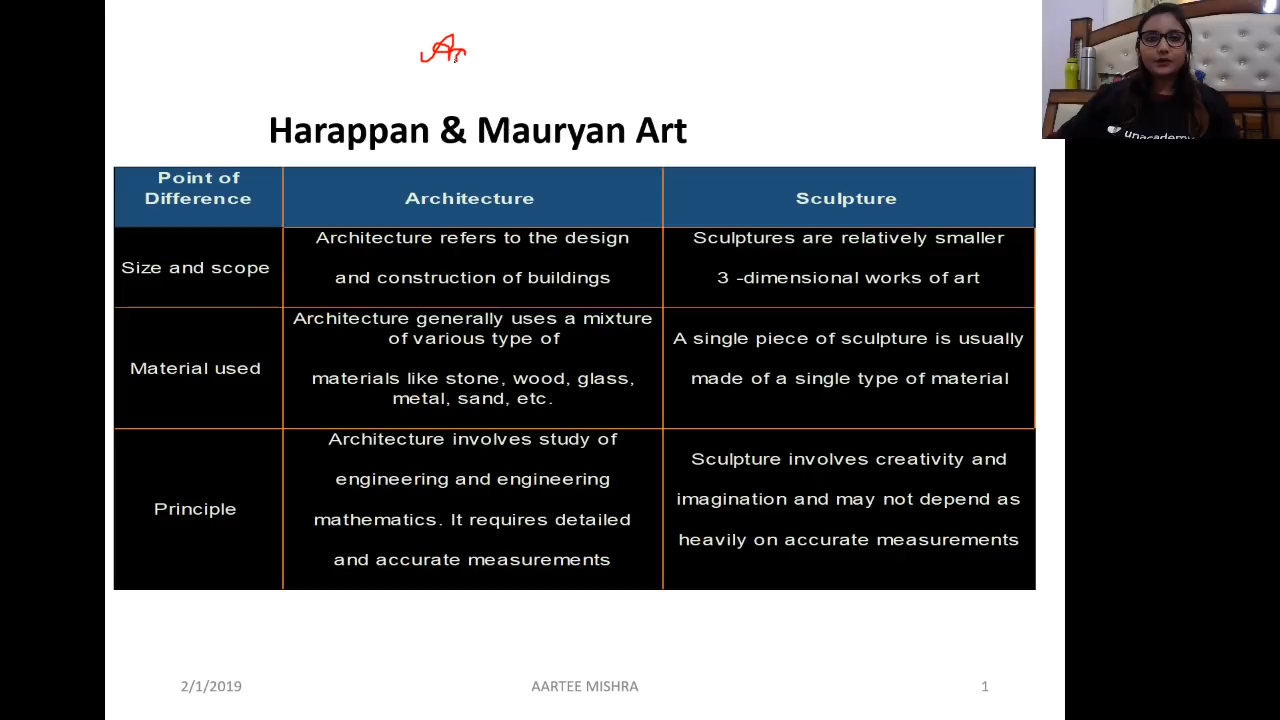 Ar
Harappan & Mauryan Art
Point of
Difference
Architecture
Sculpture
Size and scope
Architecture refers to the design
and construction of buildings
Sculptures are relatively smaller
3 -dimensional works of art
Material used
Architecture generally uses a mixture
of various type of
materials like stone, wood, glass,
metal, sand, etc.
A single piece of sculpture is usually
made of a single type of material
Principle
Architecture involves study of
engineering and engineering
mathematics. It requires detailed
and accurate measurements
Sculpture involves creativity and
imagination and may not depend as
heavily on accurate measurements
2/1/2019
AARTEE MISHRA
1
unacademy